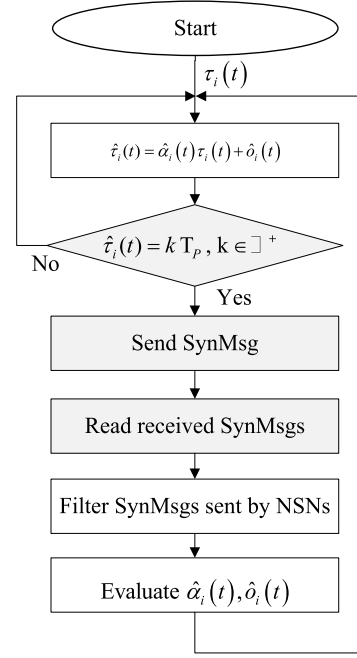 Start
τ_i(t)
τ̂_i(t) = α̂_i(t)τ_i(t) + ô_i(t)
τ̂_i(t) = k T_P , k ∈ ℤ⁺
No
Yes
Send SynMsg
Read received SynMsgs
Filter SynMsgs sent by NSNs
Evaluate α̂_i(t), ô_i(t)